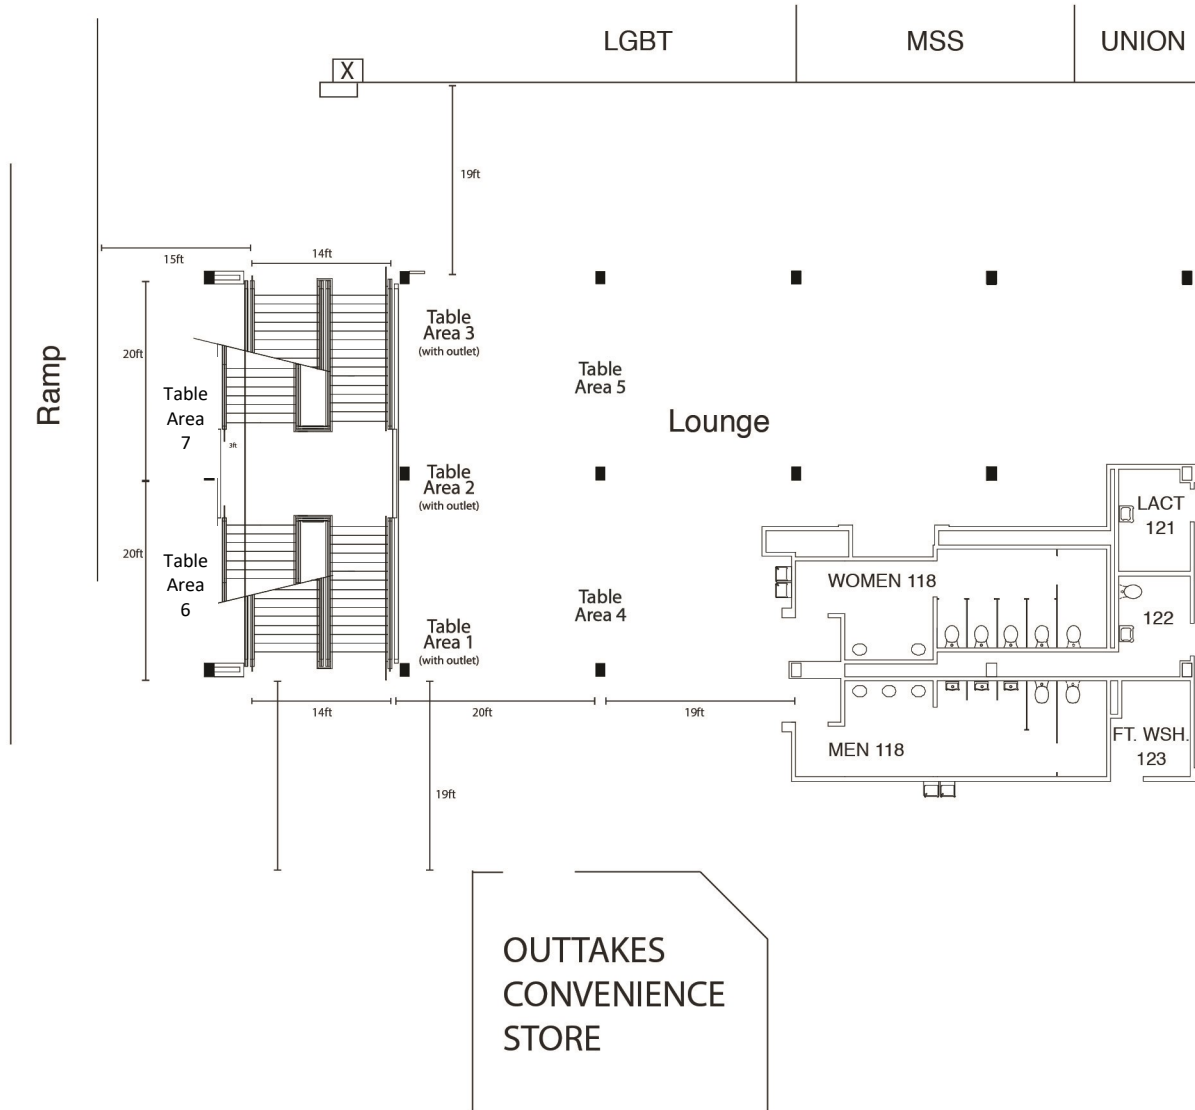 LGBT
MSS
UNION
X
19ft
15ft
14ft
Table
Area 3
(with outlet)
20ft
Table
Area 5
Ramp
Table
Area
7
Lounge
3ft
Table
Area 2
(with outlet)
LACT
121
20ft
Table
Area
6
WOMEN 118
Table
Area 4
122
Table
Area 1
(with outlet)
14ft
20ft
19ft
MEN 118
FT. WSH.
123
19ft
OUTTAKES
CONVENIENCE
STORE